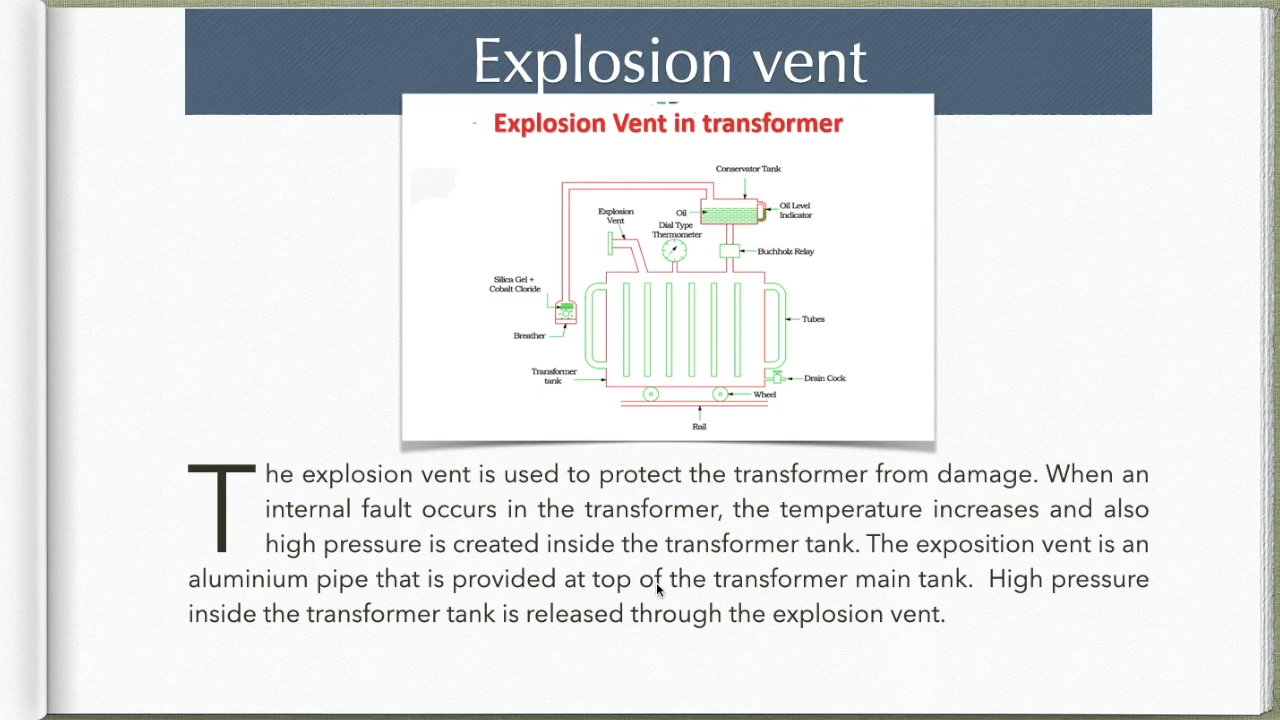 Explosion vent
Explosion Vent in transformer
Conservator Tank
Oil Level
Indicator
Oil
Explosion
Vent
Dial Type
Thermometer
Buchholz Relay
Silica Gel +
Cobalt Cloride
Breather
Tubes
Transformer
tank
Drain Cock
Wheel
Rail
The explosion vent is used to protect the transformer from damage. When an
internal fault occurs in the transformer, the temperature increases and also
high pressure is created inside the transformer tank. The exposition vent is an
aluminium pipe that is provided at top of the transformer main tank. High pressure
inside the transformer tank is released through the explosion vent.